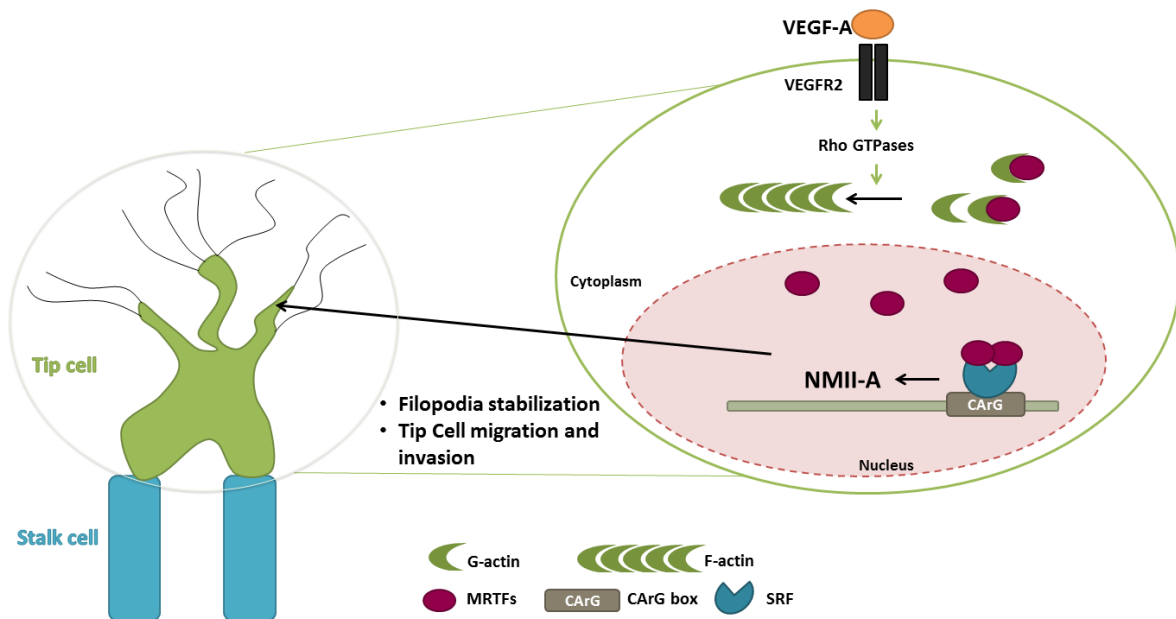 VEGF-A
VEGFR2
Rho GTPases
Cytoplasm
Tip cell
NMII-A
CArG
• Filopodia stabilization
• Tip Cell migration and
invasion
Nucleus
Stalk cell
G-actin
F-actin
MRTFs
CArG
CArG box
SRF